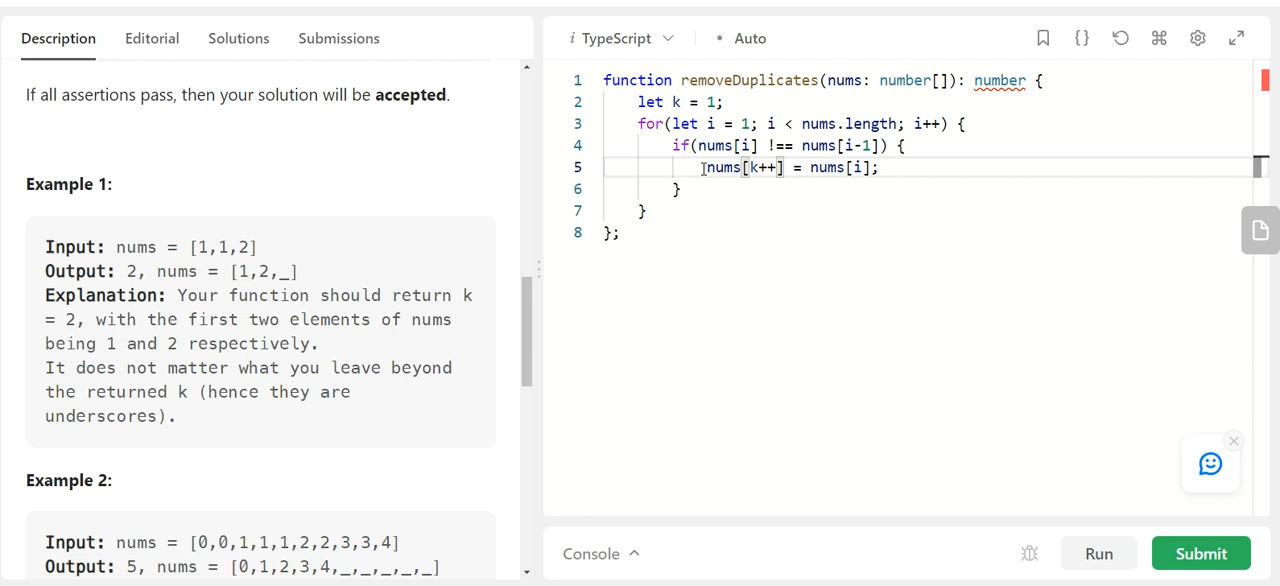 Description Editorial Solutions Submissions
If all assertions pass, then your solution will be accepted.
Example 1:
Input: nums = [1,1,2]
Output: 2, nums = [1,2,_]
Explanation: Your function should return k
= 2, with the first two elements of nums
being 1 and 2 respectively.
It does not matter what you leave beyond
the returned k (hence they are
underscores).
Example 2:
Input: nums = [0,0,1,1,1,2,2,3,3,4]
Output: 5, nums = [0,1,2,3,4,_,_,_,_,_]
i TypeScript • Auto
1 function removeDuplicates(nums: number[]): number {
2 let k = 1;
3 for(let i = 1; i < nums.length; i++) {
4 if(nums[i] !== nums[i-1]) {
5 nums[k++] = nums[i];
6 }
7 }
8 };
Console Run Submit